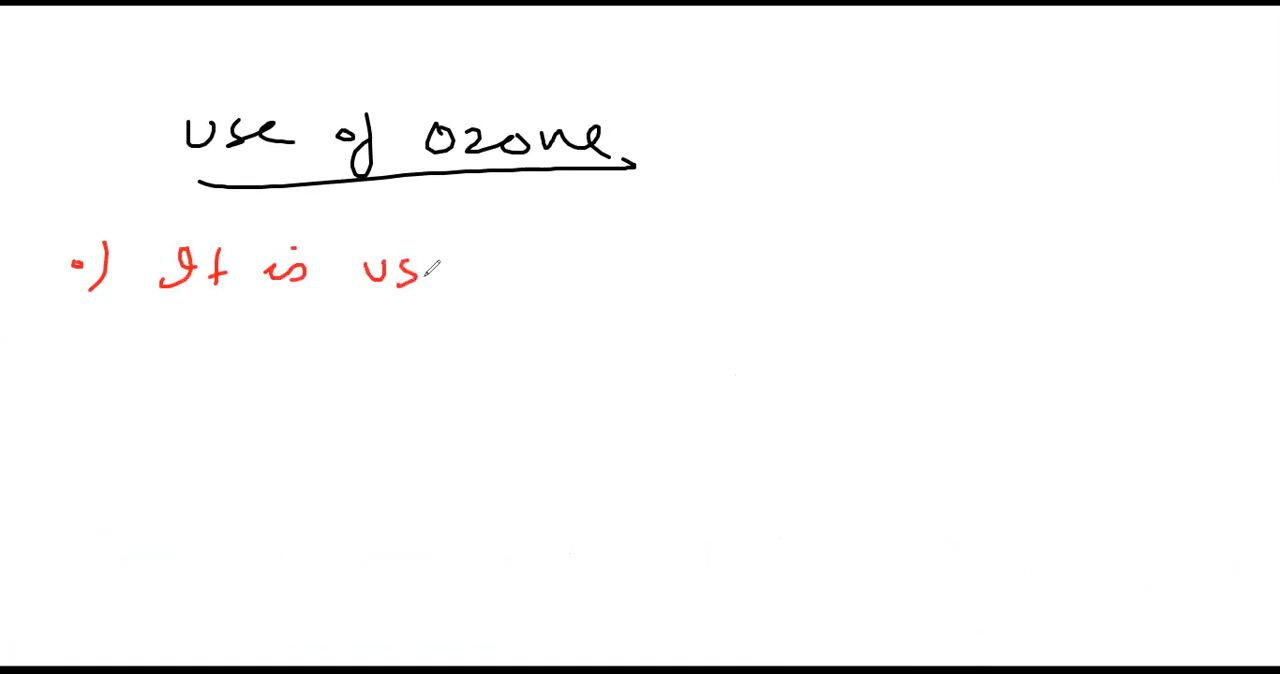 use of ozone
•) It is us